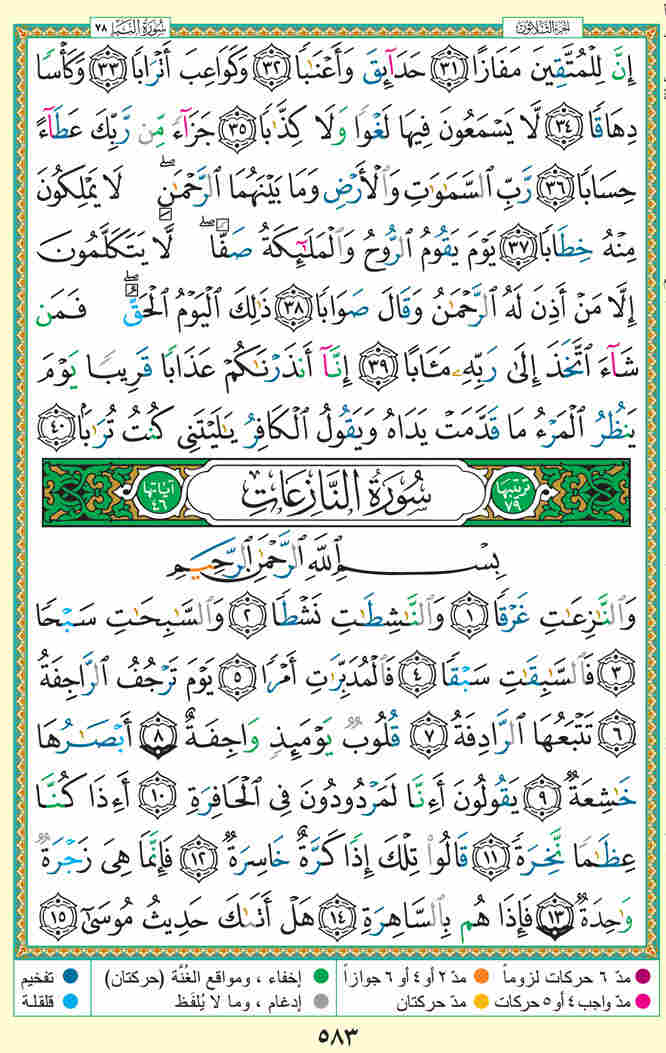 الجزء الثلاثون
سورة النبإ ٧٨
إِنَّ لِلْمُتَّقِينَ مَفَازًا ٣١ حَدَآئِقَ وَأَعْنَٰبًا ٣٢ وَكَوَاعِبَ أَتْرَابًا ٣٣ وَكَأْسًا
دِهَاقًا ٣٤ لَّا يَسْمَعُونَ فِيهَا لَغْوًا وَلَا كِذَّٰبًا ٣٥ جَزَآءً مِّن رَّبِّكَ عَطَآءً
حِسَابًا ٣٦ رَّبِّ ٱلسَّمَٰوَٰتِ وَٱلْأَرْضِ وَمَا بَيْنَهُمَا ٱلرَّحْمَٰنِ ۖ لَا يَمْلِكُونَ
مِنْهُ خِطَابًا ٣٧ يَوْمَ يَقُومُ ٱلرُّوحُ وَٱلْمَلَٰٓئِكَةُ صَفًّا ۖ لَّا يَتَكَلَّمُونَ
إِلَّا مَنْ أَذِنَ لَهُ ٱلرَّحْمَٰنُ وَقَالَ صَوَابًا ٣٨ ذَٰلِكَ ٱلْيَوْمُ ٱلْحَقُّ ۖ فَمَن
شَآءَ ٱتَّخَذَ إِلَىٰ رَبِّهِۦ مَـَٔابًا ٣٩ إِنَّآ أَنذَرْنَٰكُمْ عَذَابًا قَرِيبًا يَوْمَ
يَنظُرُ ٱلْمَرْءُ مَا قَدَّمَتْ يَدَاهُ وَيَقُولُ ٱلْكَافِرُ يَٰلَيْتَنِى كُنتُ تُرَٰبًۢا ٤٠
ترتيبها ٧٩ سُورَةُ النَّازِعَاتِ آياتها ٤٦
بِسْمِ ٱللَّهِ ٱلرَّحْمَٰنِ ٱلرَّحِيمِ
وَٱلنَّٰزِعَٰتِ غَرْقًا ١ وَٱلنَّٰشِطَٰتِ نَشْطًا ٢ وَٱلسَّٰبِحَٰتِ سَبْحًا
٣ فَٱلسَّٰبِقَٰتِ سَبْقًا ٤ فَٱلْمُدَبِّرَٰتِ أَمْرًا ٥ يَوْمَ تَرْجُفُ ٱلرَّاجِفَةُ
٦ تَتْبَعُهَا ٱلرَّادِفَةُ ٧ قُلُوبٌ يَوْمَئِذٍ وَاجِفَةٌ ٨ أَبْصَٰرُهَا
خَٰشِعَةٌ ٩ يَقُولُونَ أَءِنَّا لَمَرْدُودُونَ فِى ٱلْحَافِرَةِ ١٠ أَءِذَا كُنَّا
عِظَٰمًا نَّخِرَةً ١١ قَالُوا۟ تِلْكَ إِذًا كَرَّةٌ خَاسِرَةٌ ١٢ فَإِنَّمَا هِىَ زَجْرَةٌ
وَٰحِدَةٌ ١٣ فَإِذَا هُم بِٱلسَّاهِرَةِ ١٤ هَلْ أَتَىٰكَ حَدِيثُ مُوسَىٰٓ ١٥
مدّ ٦ حركات لزوماً مدّ ٢ أو ٤ أو ٦ جوازاً إخفاء ، ومواقع الغُنَّة (حركتان) تفخيم
مدّ واجب ٤ أو ٥ حركات مدّ حركتان إدغام ، وما لا يُلفَظ قلقلة
٥٨٣